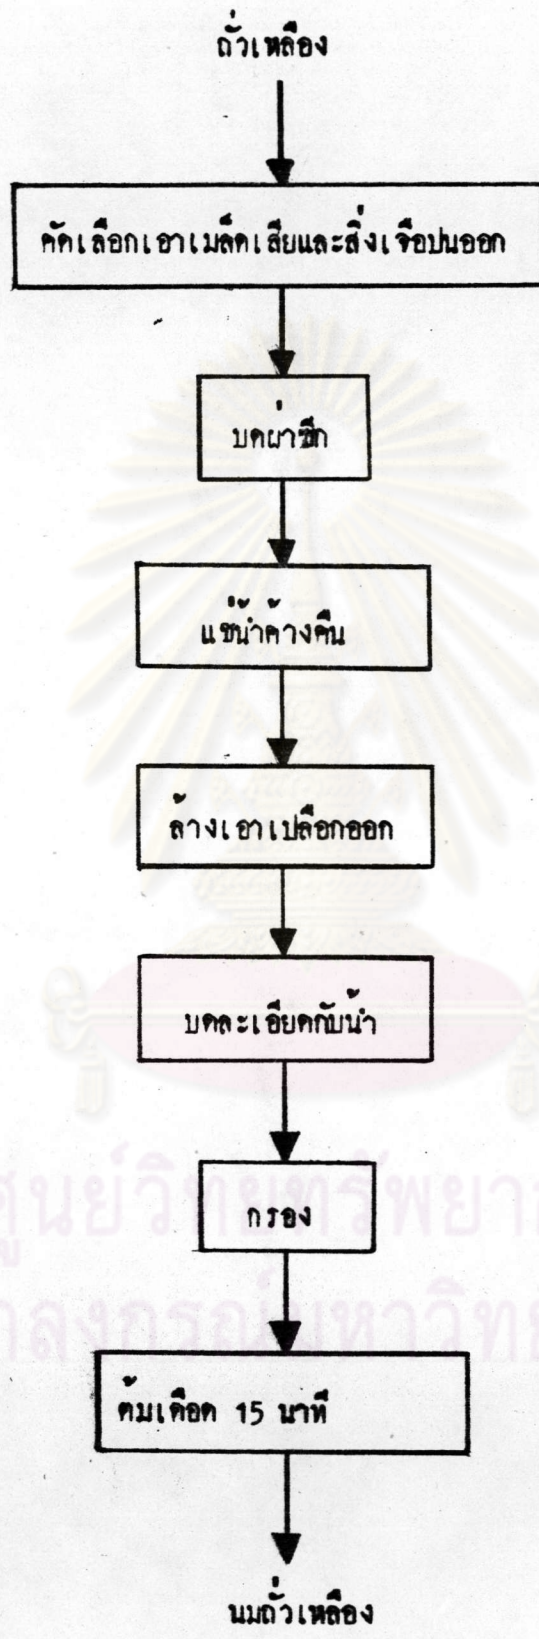 ถั่วเหลือง
คัดเลือกเอาเมล็ดเสียและสิ่งเจือปนออก
บดผ่าซีก
แช่น้ำค้างคืน
ล้างเอาเปลือกออก
บดละเอียดกับน้ำ
กรอง
ต้มเดือด 15 นาที
นมถั่วเหลือง